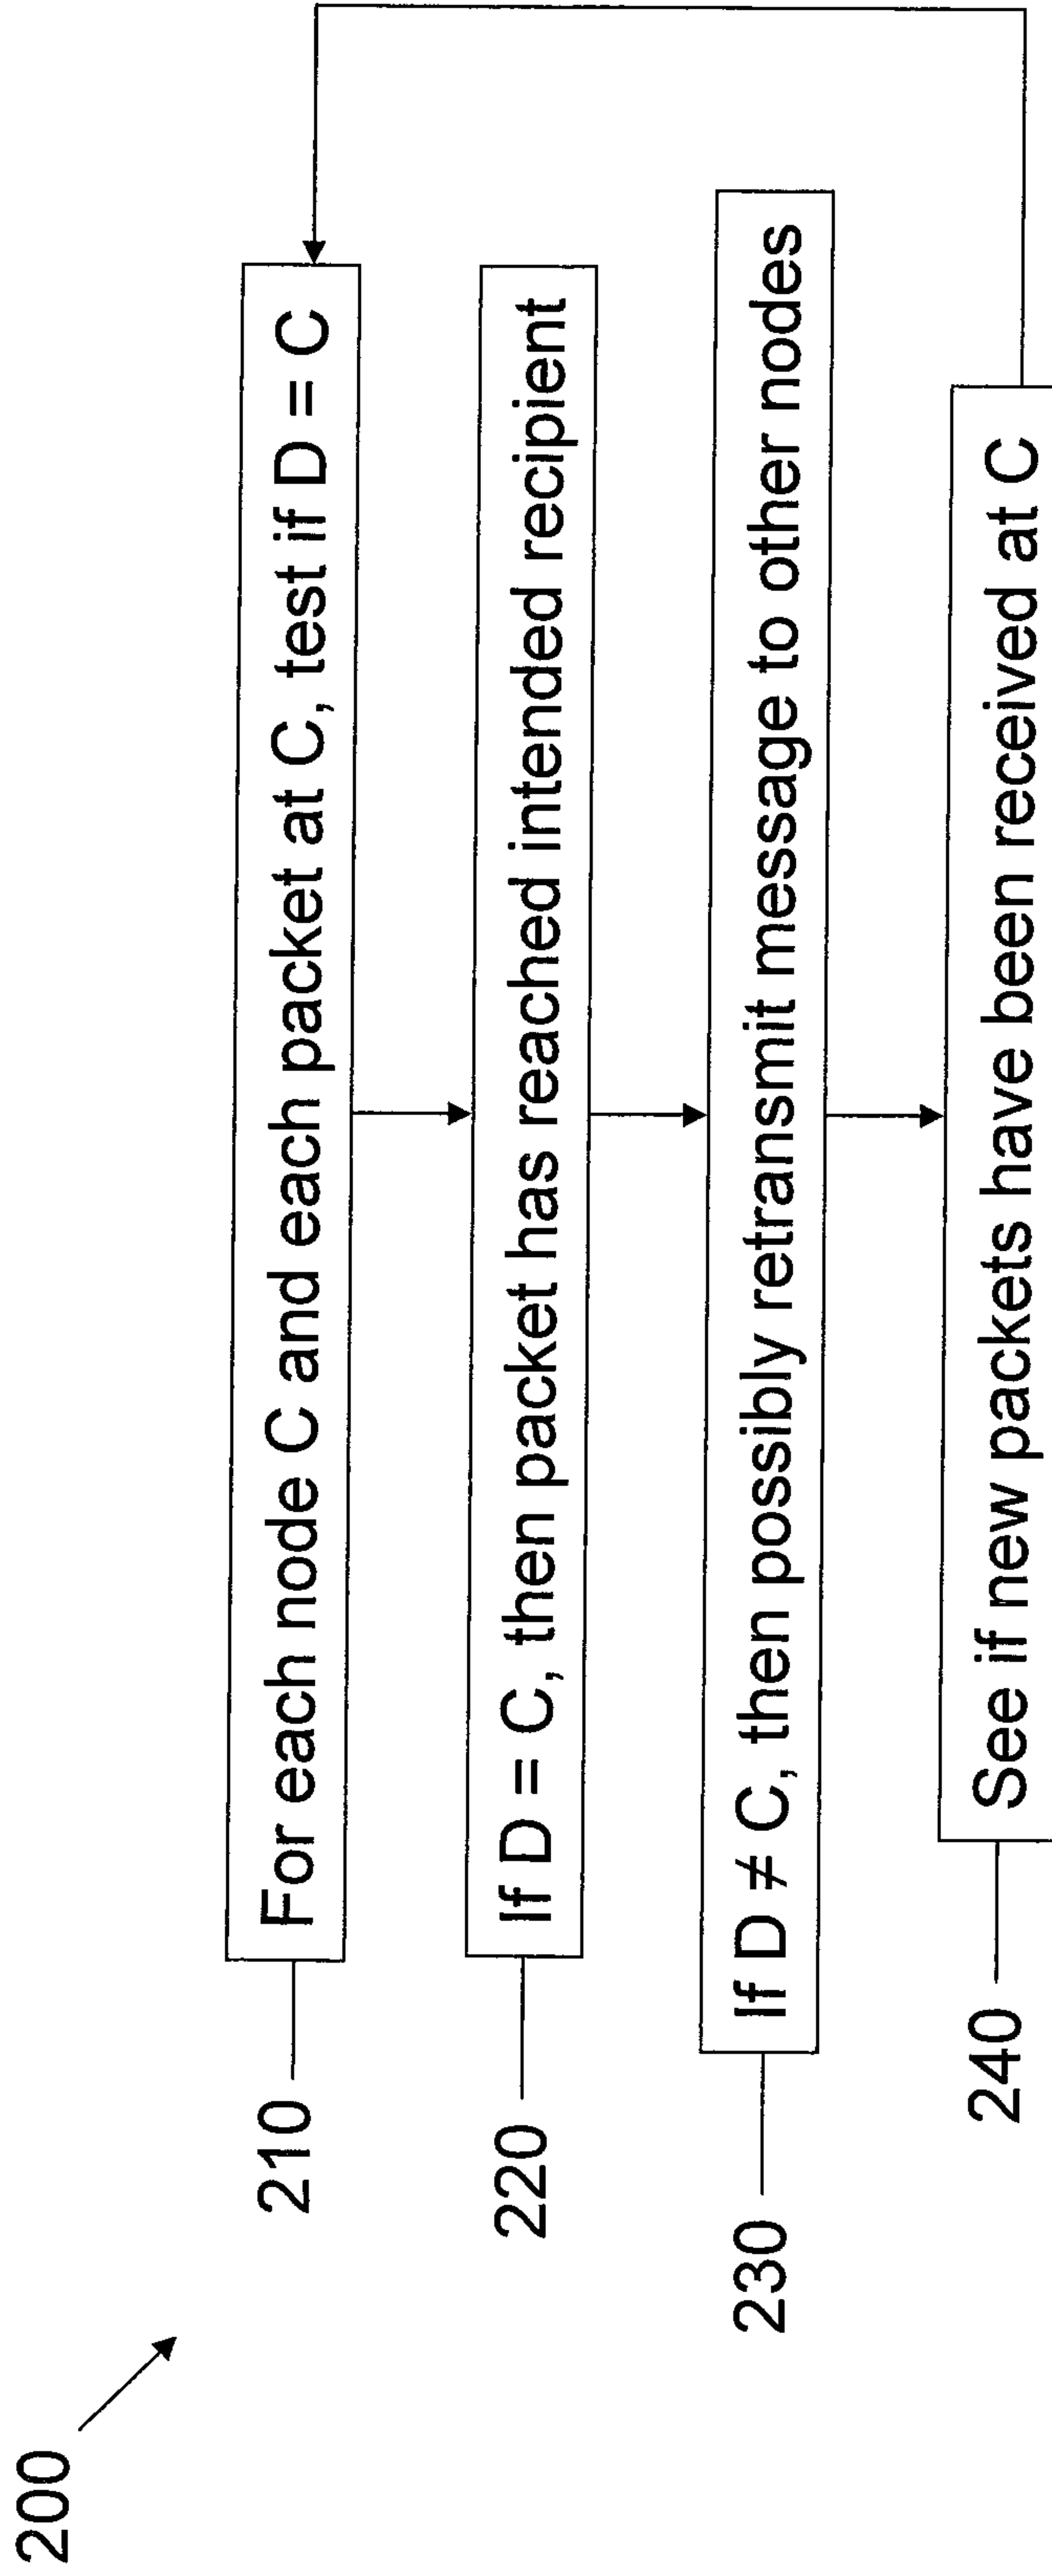 200
210
For each node C and each packet at C, test if D = C
220
If D = C, then packet has reached intended recipient
230
If D ≠ C, then possibly retransmit message to other nodes
240
See if new packets have been received at C